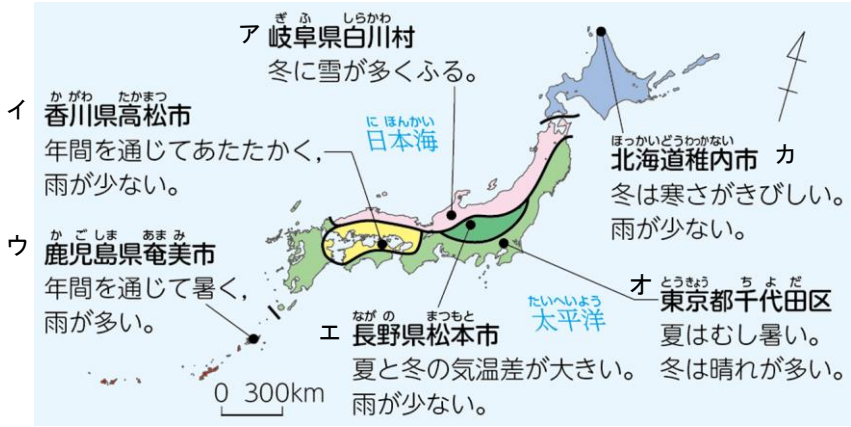 ア 岐阜県白川村
ぎふ しらかわ
冬に雪が多くふる。
イ 香川県高松市
かがわ たかまつ
年間を通じてあたたかく,
雨が少ない。
ウ 鹿児島県奄美市
かごしま あまみ
年間を通じて暑く,
雨が多い。
にほんかい
日本海
ほっかいどうわっかない
北海道稚内市 カ
冬は寒さがきびしい。
雨が少ない。
たいへいよう
太平洋
エ 長野県松本市
ながの まつもと
夏と冬の気温差が大きい。
雨が少ない。
オ 東京都千代田区
とうきょう ちよだ
夏はむし暑い。
冬は晴れが多い。
0 300km